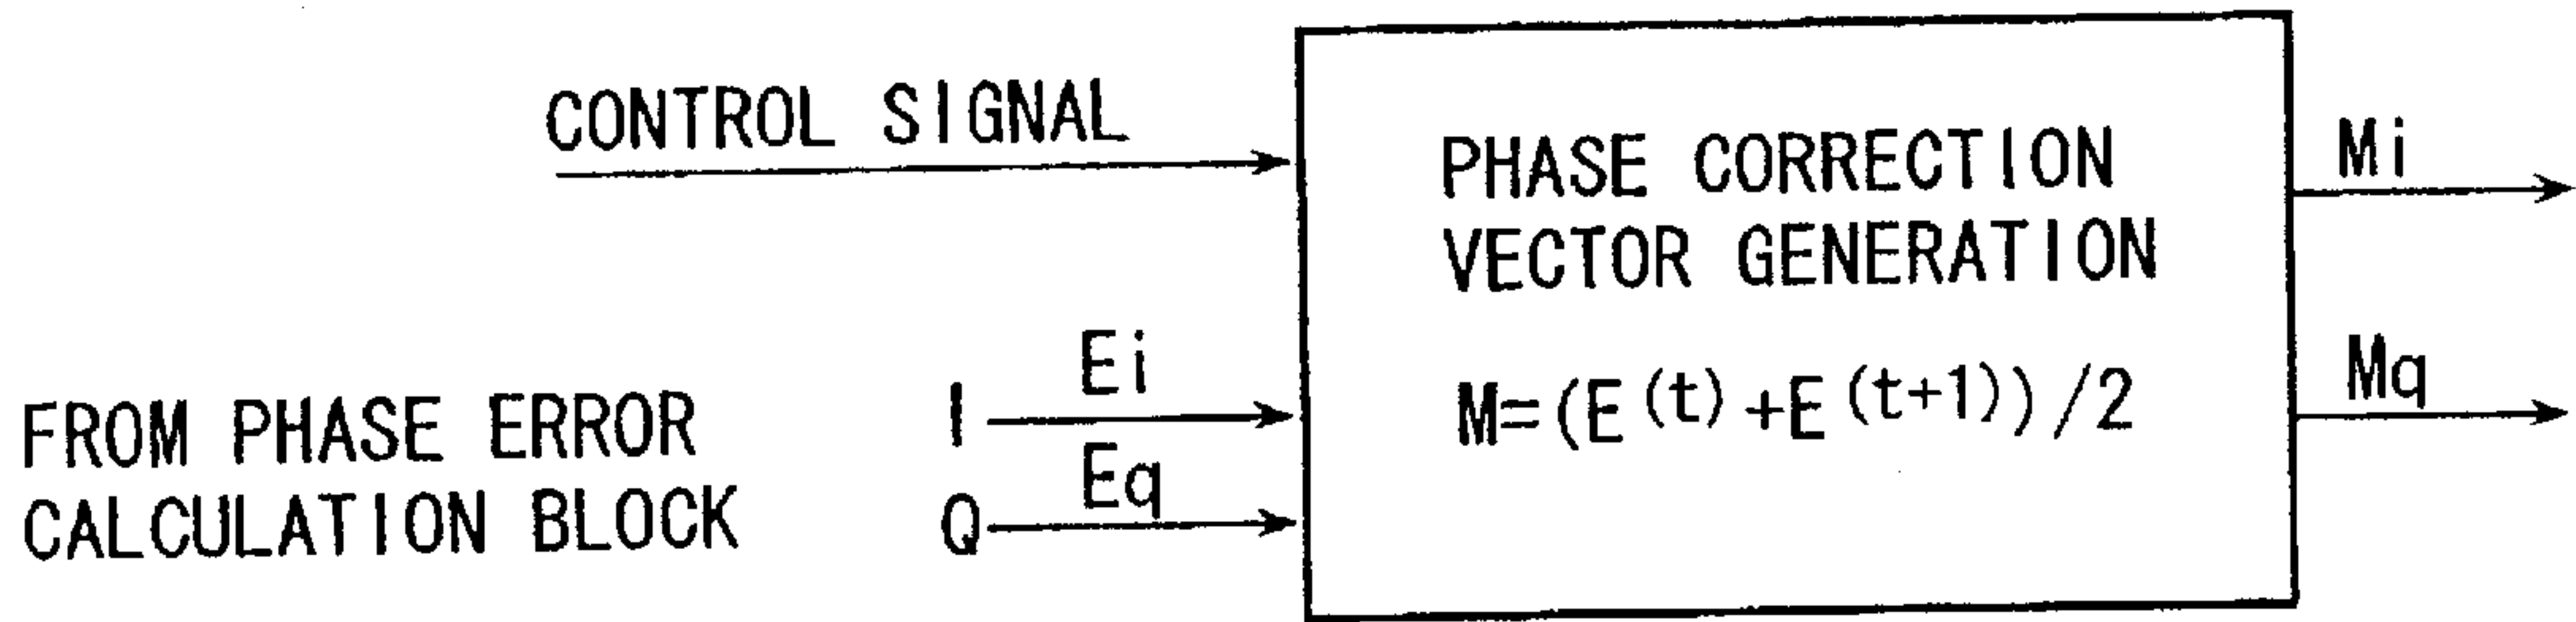 CONTROL SIGNAL
PHASE CORRECTION
VECTOR GENERATION
M=(E(t)+E(t+1))/2
Mi
Mq
FROM PHASE ERROR
CALCULATION BLOCK
I
Ei
Q
Eq